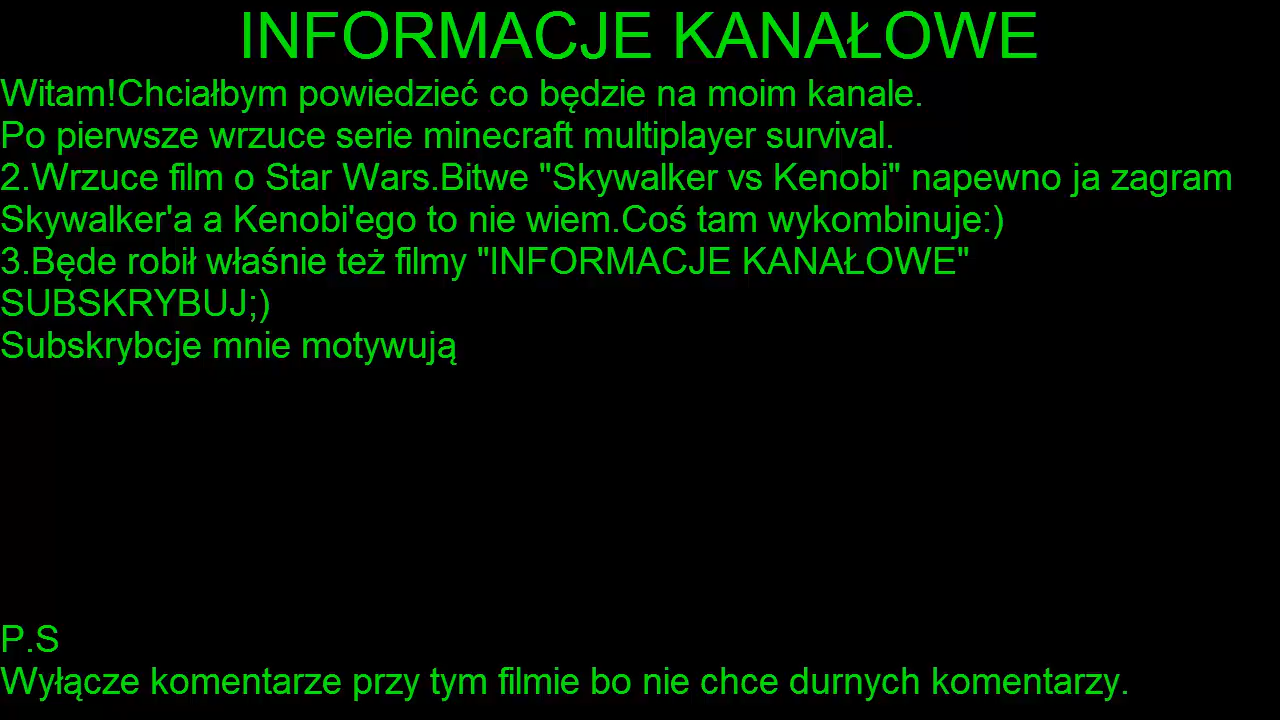 INFORMACJE KANAŁOWE
Witam!Chciałbym powiedzieć co będzie na moim kanale.
Po pierwsze wrzuce serie minecraft multiplayer survival.
2.Wrzuce film o Star Wars.Bitwe "Skywalker vs Kenobi" napewno ja zagram
Skywalker'a a Kenobi'ego to nie wiem.Coś tam wykombinuje:)
3.Będe robił właśnie też filmy "INFORMACJE KANAŁOWE"
SUBSKRYBUJ;)
Subskrybcje mnie motywują
P.S
Wyłącze komentarze przy tym filmie bo nie chce durnych komentarzy.